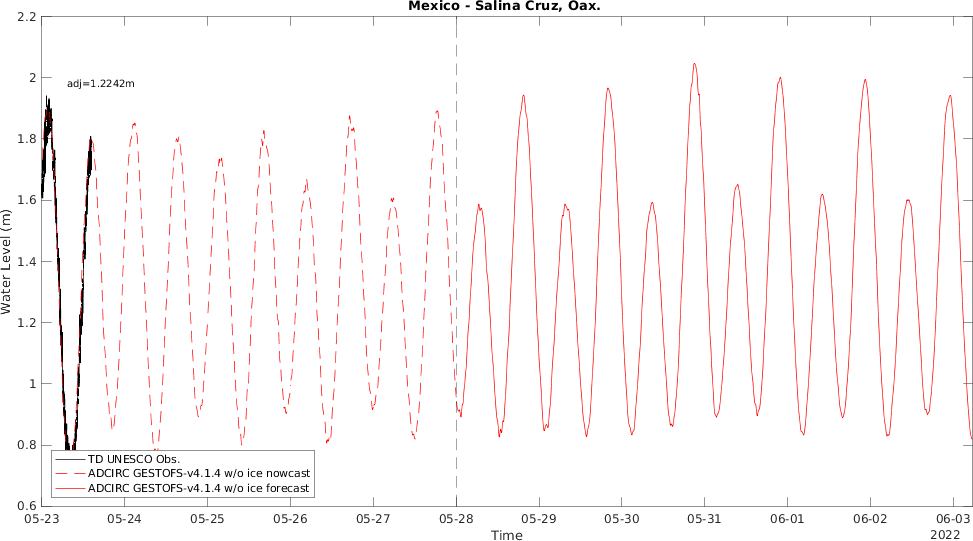 Mexico - Salina Cruz, Oax.
2.2
2
1.8
1.6
1.4
1.2
1
0.8
0.6
Water Level (m)
adj=1.2242m
TD UNESCO Obs.
ADCIRC GESTOFS-v4.1.4 w/o ice nowcast
ADCIRC GESTOFS-v4.1.4 w/o ice forecast
05-23 05-24 05-25 05-26 05-27 05-28 05-29 05-30 05-31 06-01 06-02 06-03
Time
2022